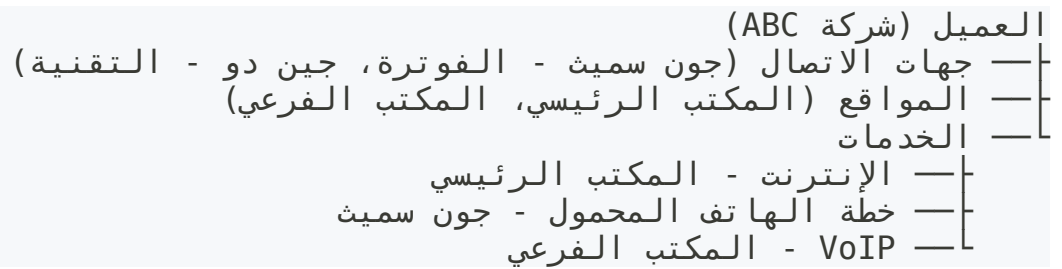 العميل (شركة ABC)
├── جهات الاتصال (جون سميث - الفوترة، جين دو - التقنية)
├── المواقع (المكتب الرئيسي، المكتب الفرعي)
└── الخدمات
    ├── الإنترنت - المكتب الرئيسي
    ├── خطة الهاتف المحمول - جون سميث
    └── VoIP - المكتب الفرعي